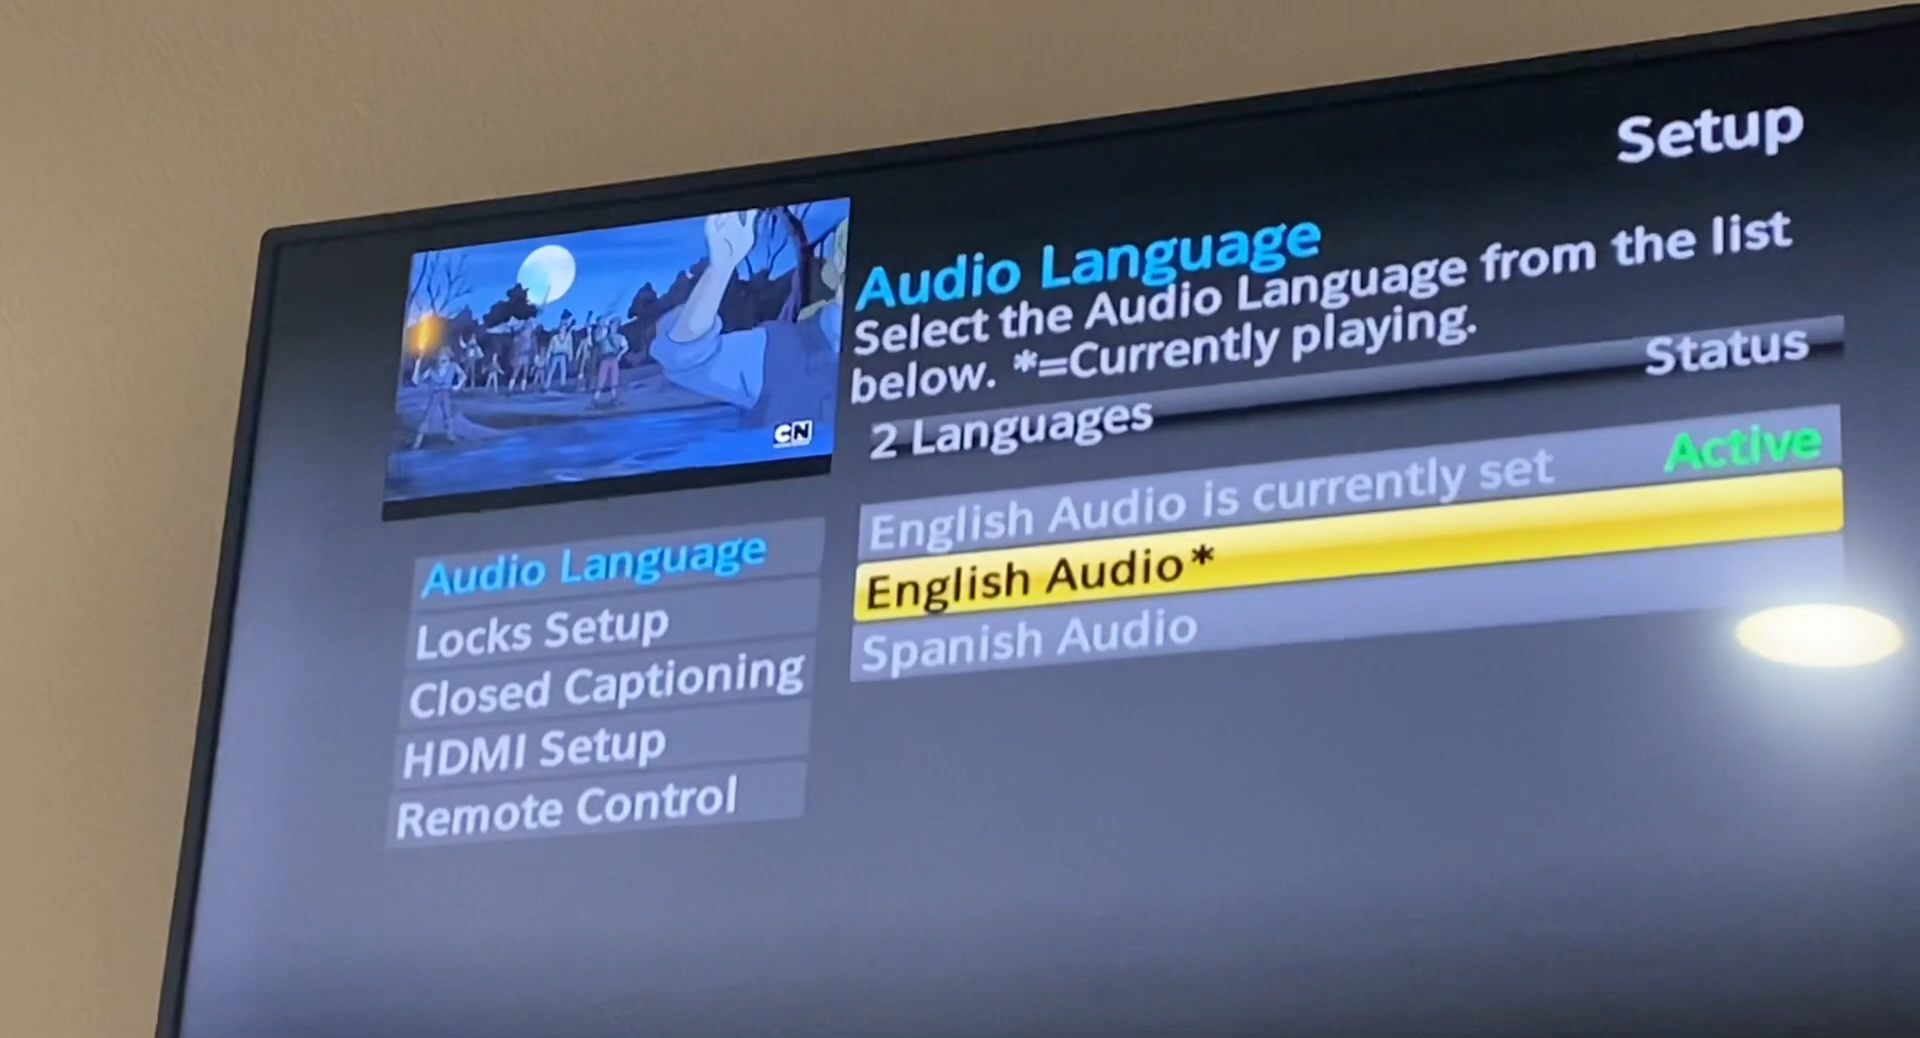 Setup
Audio Language
Select the Audio Language from the list
below. *=Currently playing.
2 Languages Status
English Audio is currently set Active
English Audio*
Spanish Audio
CN
Audio Language
Locks Setup
Closed Captioning
HDMI Setup
Remote Control